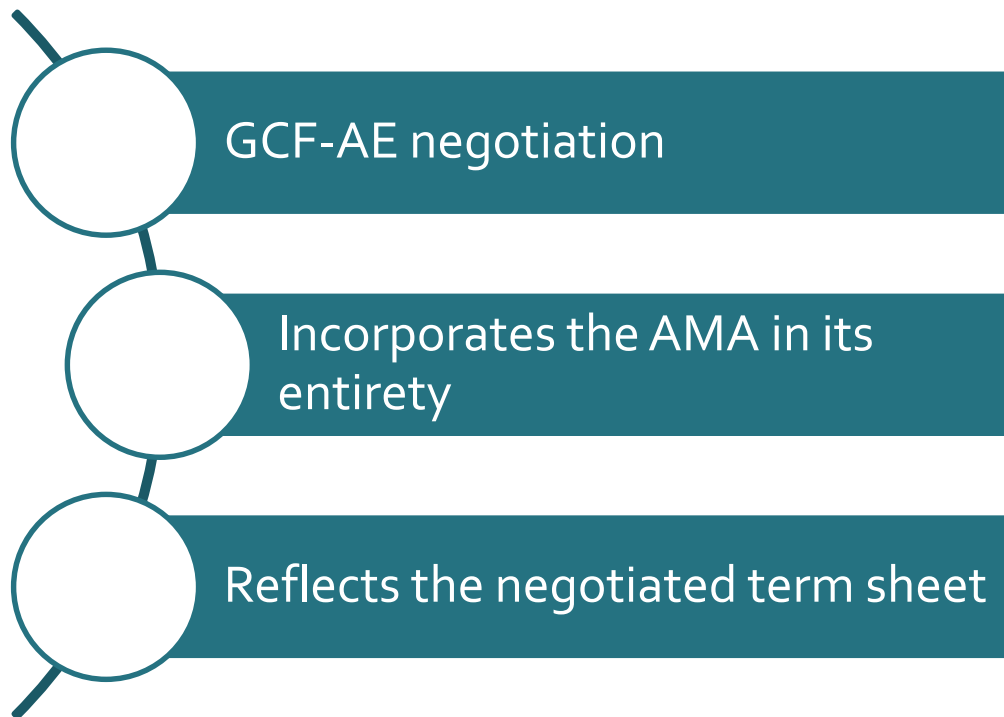 GCF-AE negotiation
Incorporates the AMA in its
entirety
Reflects the negotiated term sheet